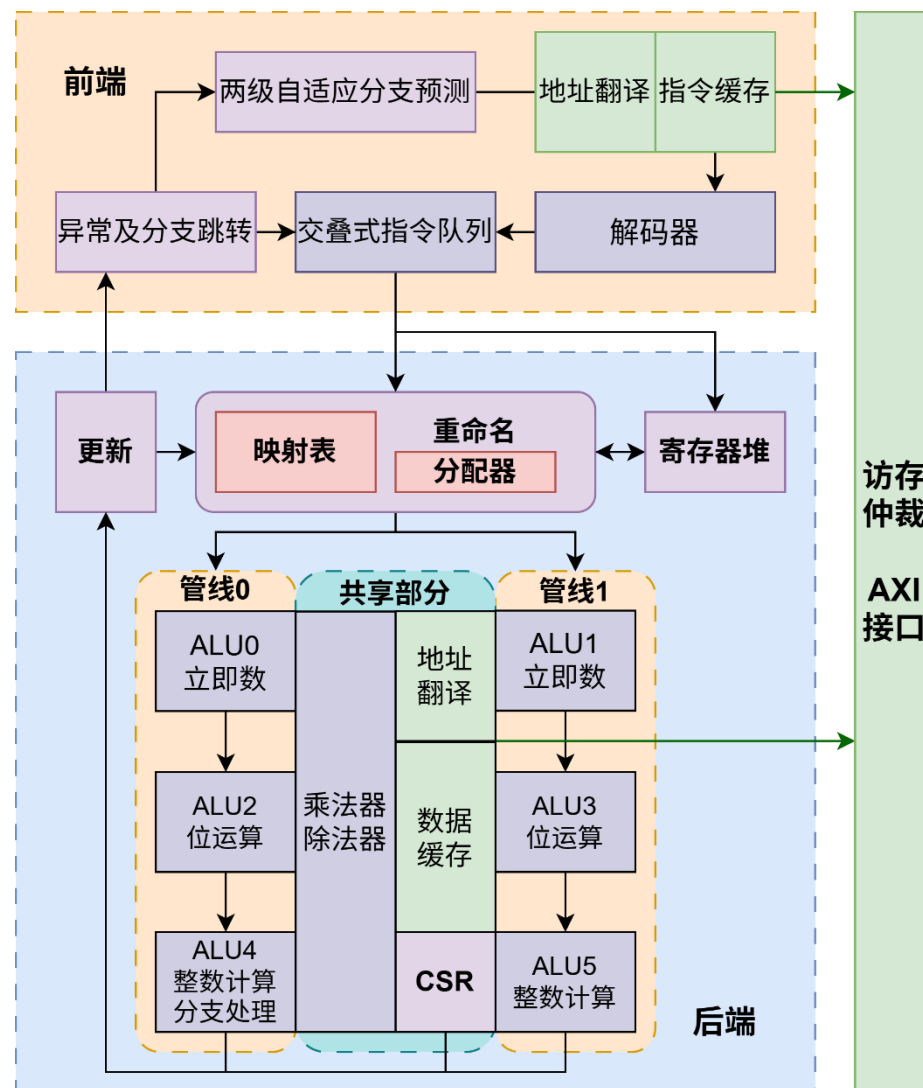 前端
两级自适应分支预测
地址翻译
指令缓存
异常及分支跳转
交叠式指令队列
解码器
更新
映射表
重命名
分配器
寄存器堆
访存
仲裁
AXI
接口
管线0
共享部分
管线1
ALU0
立即数
地址
翻译
ALU1
立即数
ALU2
位运算
乘法器
除法器
数据
缓存
ALU3
位运算
ALU4
整数计算
分支处理
CSR
ALU5
整数计算
后端